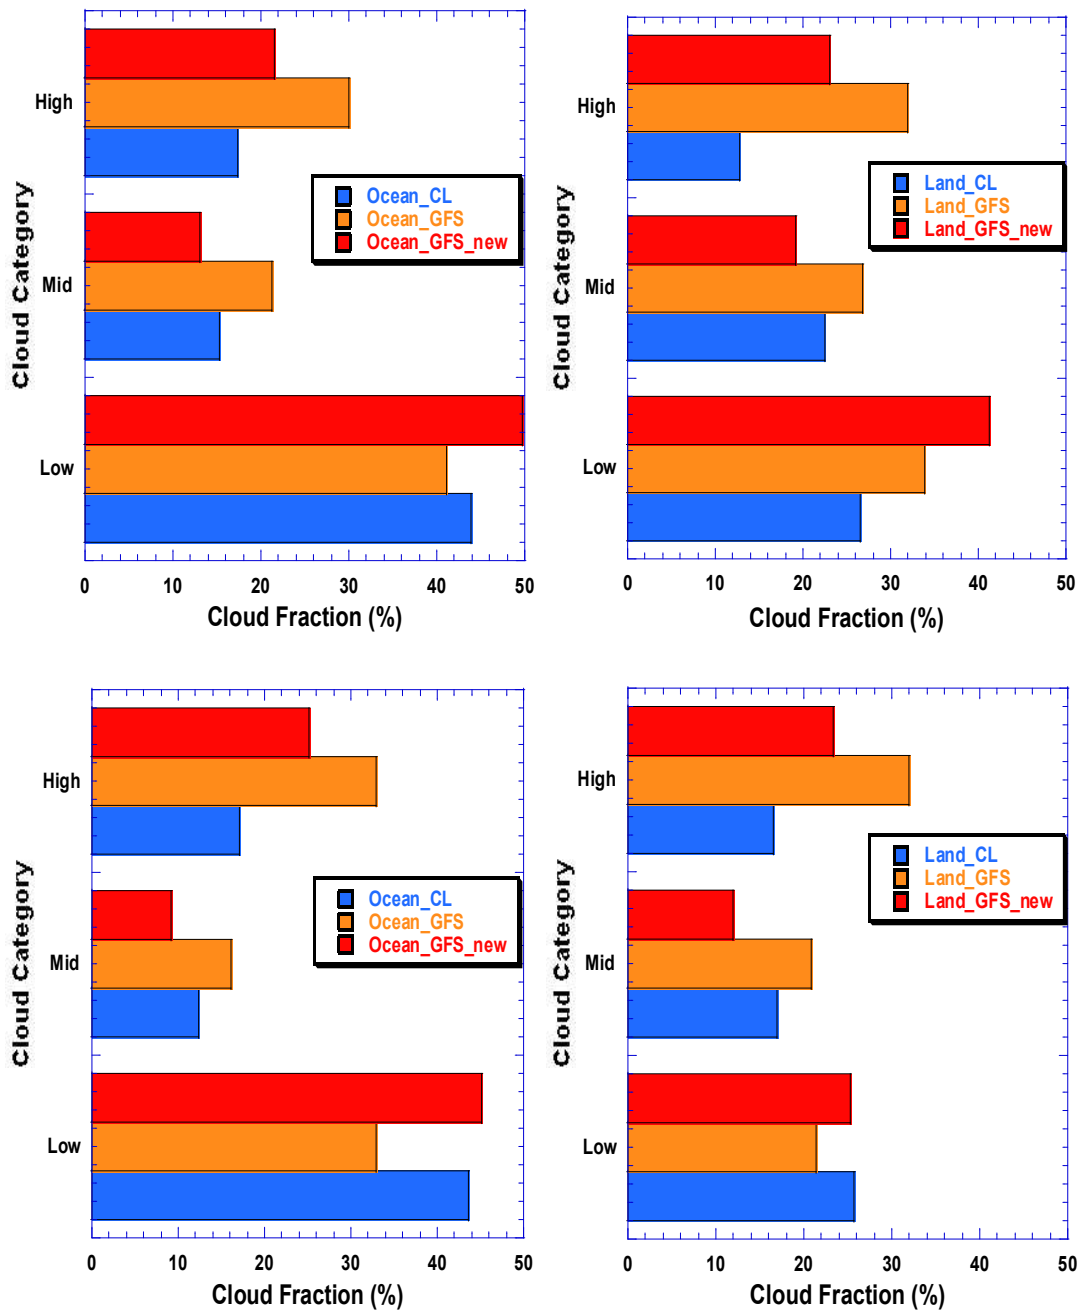 High
Mid
Low
Cloud Category
Ocean_CL
Ocean_GFS
Ocean_GFS_new
0 10 20 30 40 50
Cloud Fraction (%)
High
Mid
Low
Cloud Category
Land_CL
Land_GFS
Land_GFS_new
0 10 20 30 40 50
Cloud Fraction (%)
High
Mid
Low
Cloud Category
Ocean_CL
Ocean_GFS
Ocean_GFS_new
0 10 20 30 40 50
Cloud Fraction (%)
High
Mid
Low
Cloud Category
Land_CL
Land_GFS
Land_GFS_new
0 10 20 30 40 50
Cloud Fraction (%)